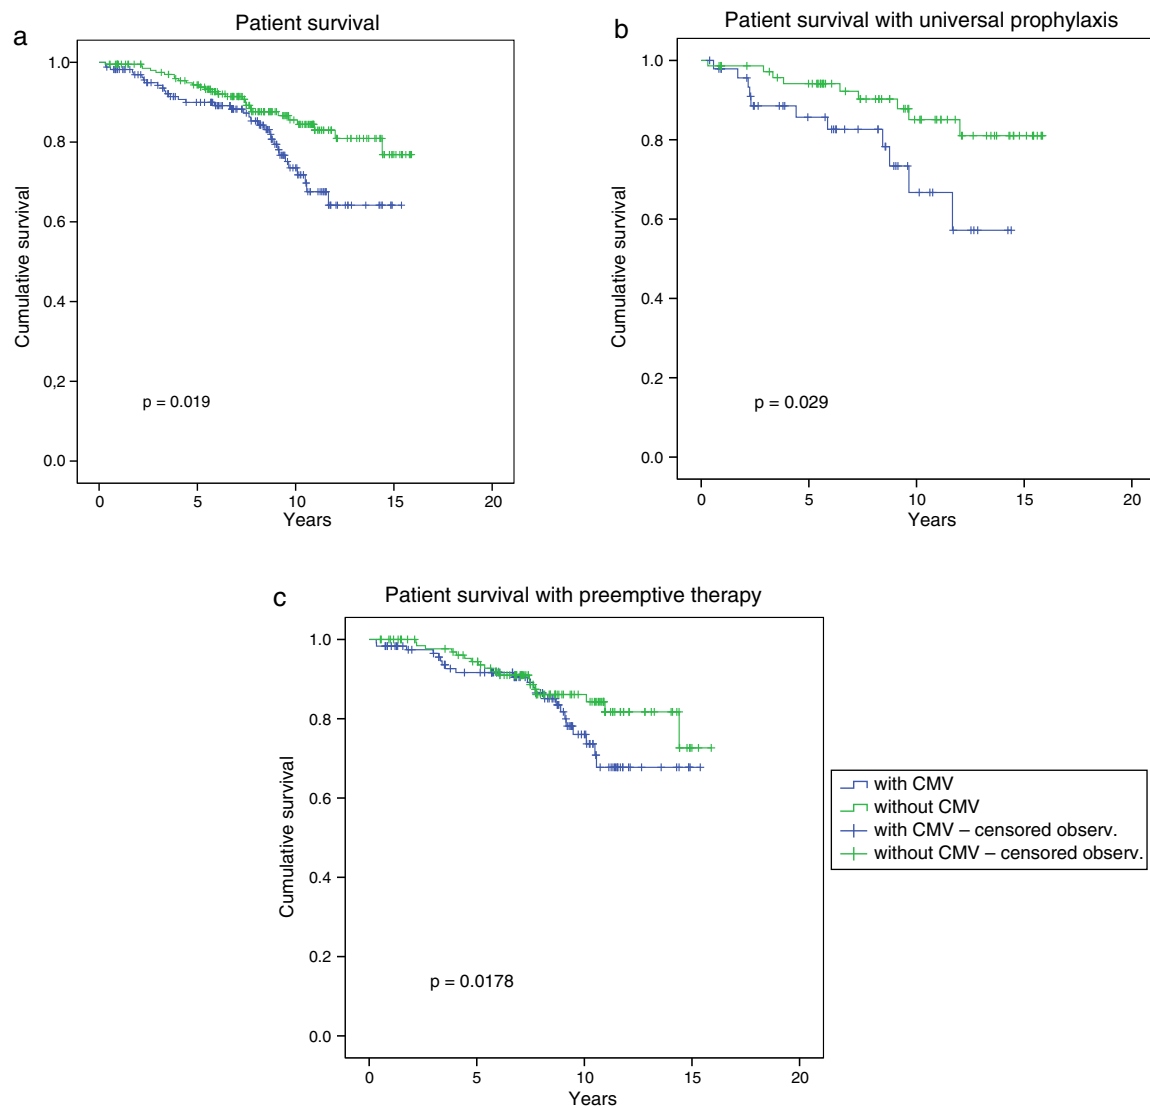 a
Patient survival
1.0
0.8
0.6
0.4
0,2
0.0
Cumulative survival
p = 0.019
0 5 10 15 20
Years
b
Patient survival with universal prophylaxis
1.0
0.8
0.6
0.4
0.2
0.0
Cumulative survival
p = 0.029
0 5 10 15 20
Years
c
Patient survival with preemptive therapy
1.0
0.8
0.6
0.4
0.2
0.0
Cumulative survival
p = 0.0178
0 5 10 15 20
Years
with CMV
without CMV
with CMV – censored observ.
without CMV – censored observ.